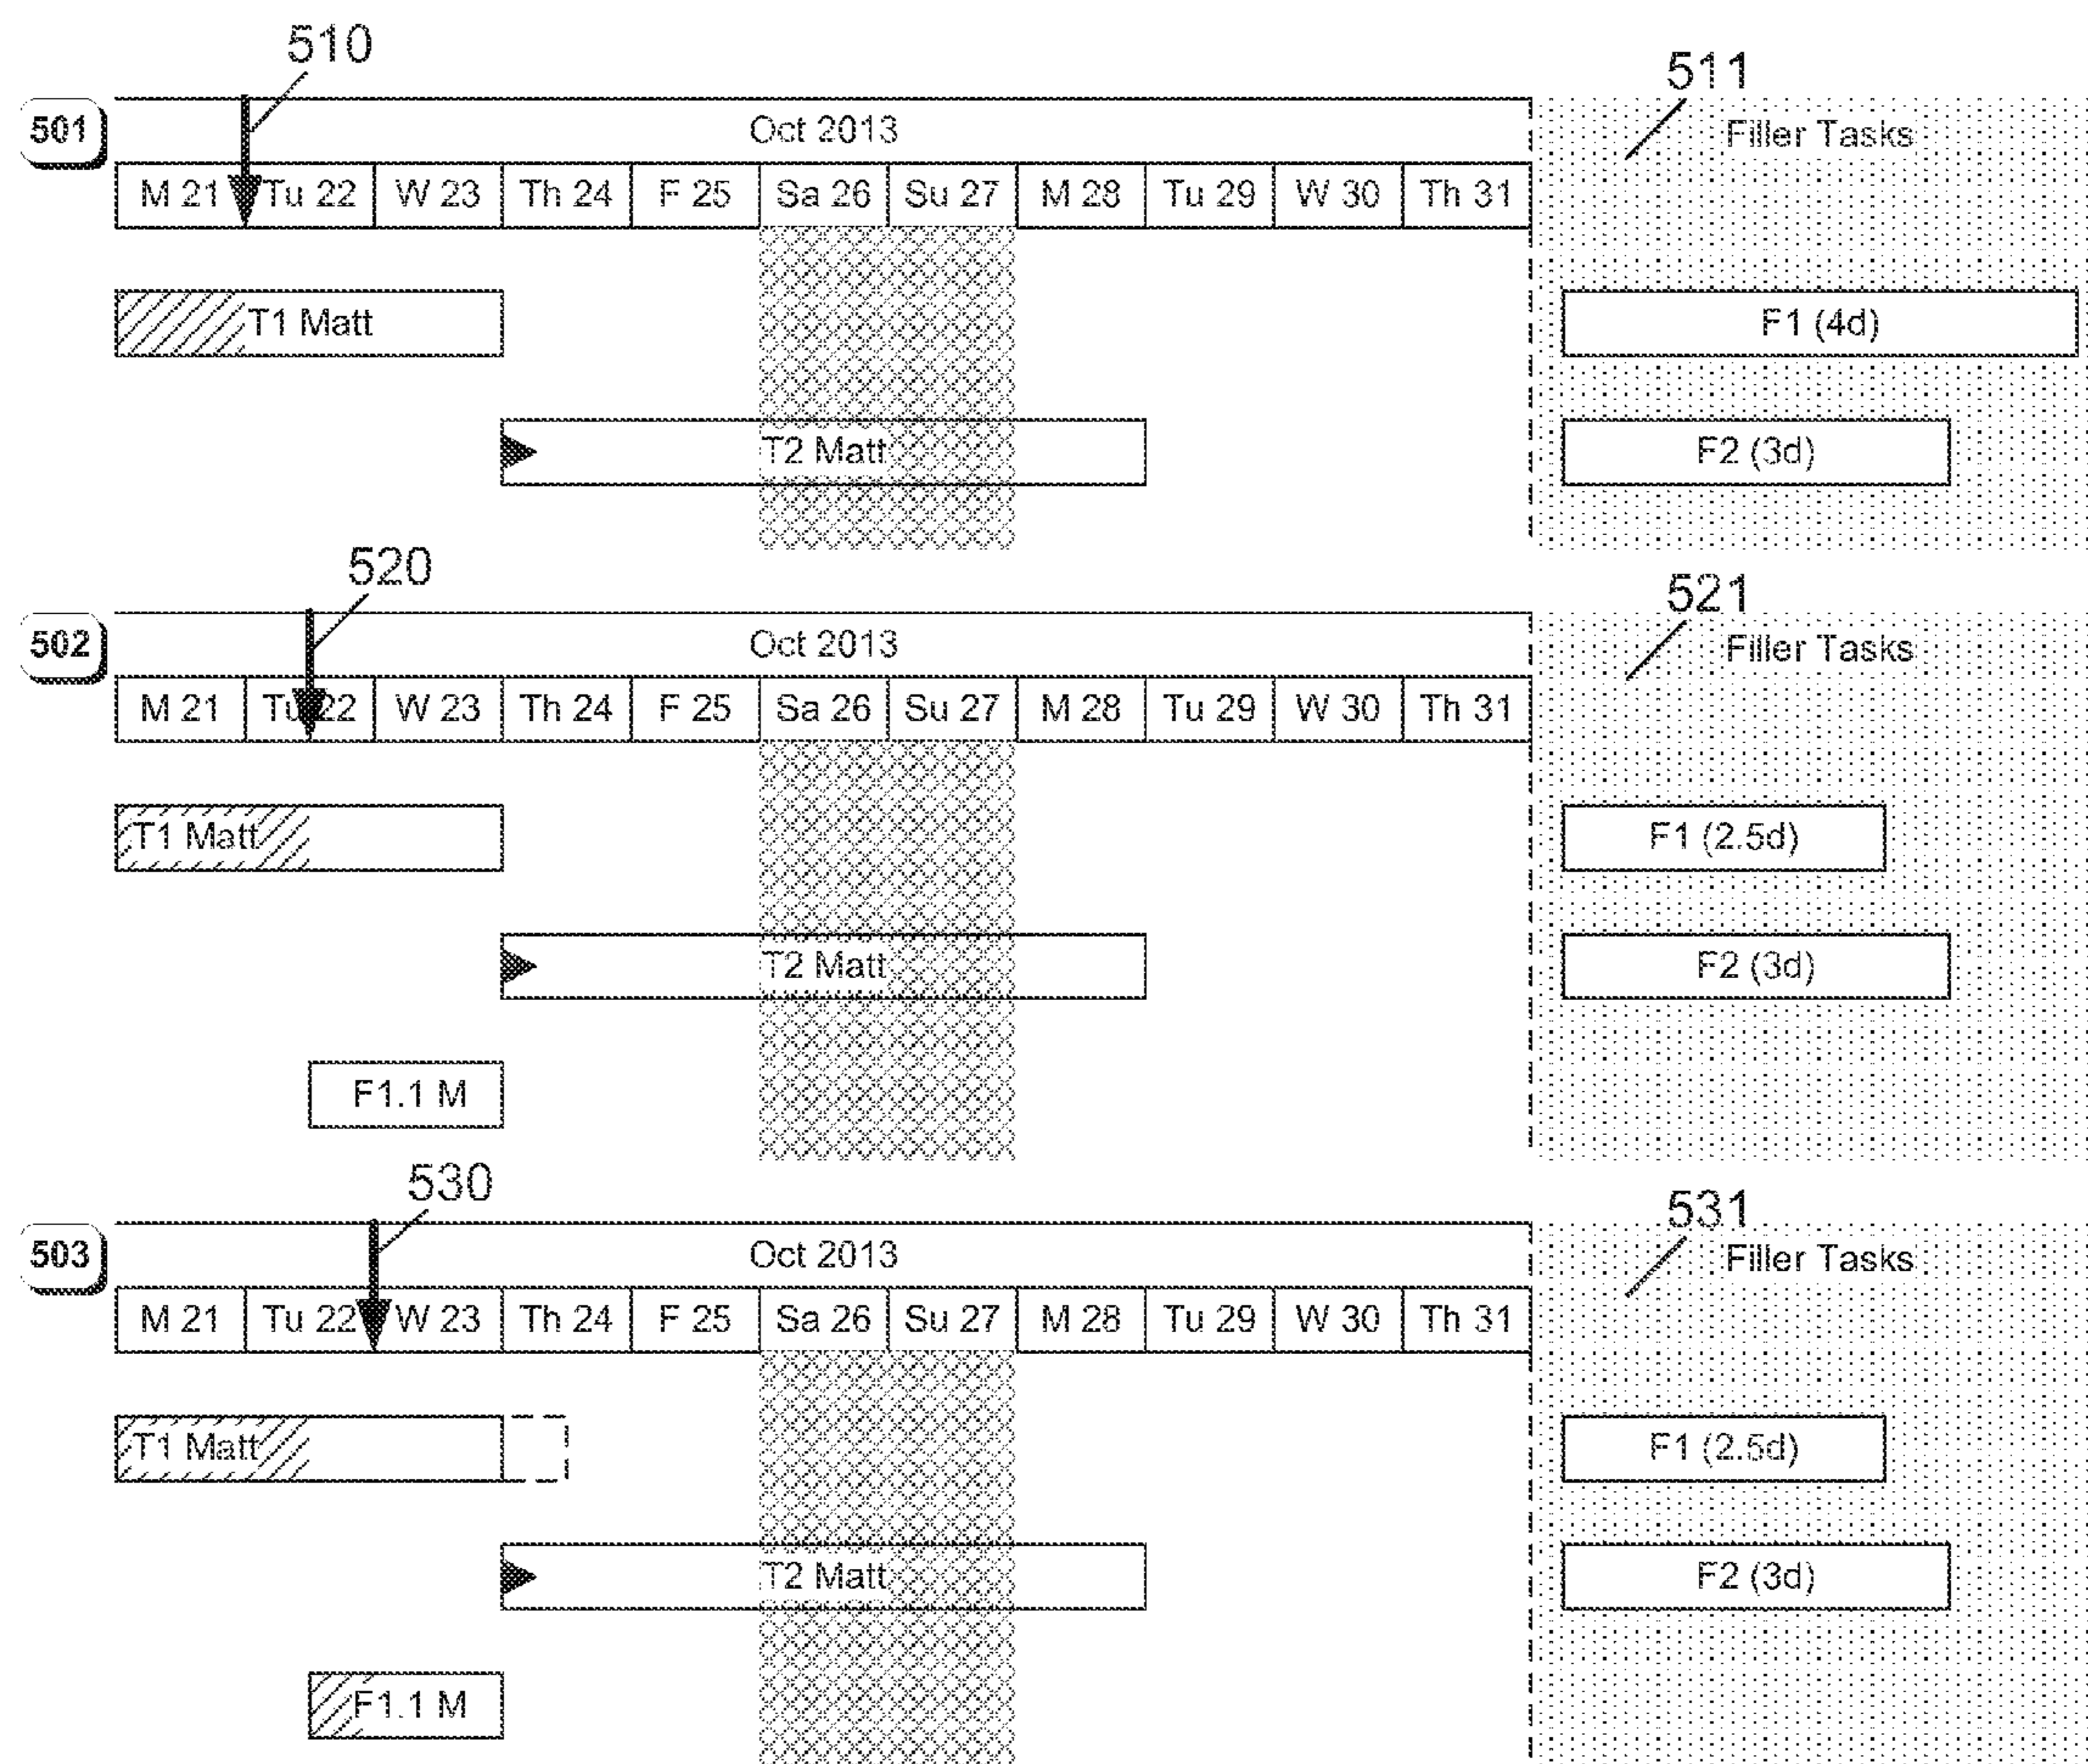 510
511
501
Oct 2013
Filler Tasks
M 21 Tu 22 W 23 Th 24 F 25 Sa 26 Su 27 M 28 Tu 29 W 30 Th 31
T1 Matt
F1 (4d)
T2 Matt
F2 (3d)
520
521
502
Oct 2013
Filler Tasks
M 21 Tu 22 W 23 Th 24 F 25 Sa 26 Su 27 M 28 Tu 29 W 30 Th 31
T1 Matt
F1 (2.5d)
T2 Matt
F2 (3d)
F1.1 M
530
531
503
Oct 2013
Filler Tasks
M 21 Tu 22 W 23 Th 24 F 25 Sa 26 Su 27 M 28 Tu 29 W 30 Th 31
T1 Matt
F1 (2.5d)
T2 Matt
F2 (3d)
F1.1 M